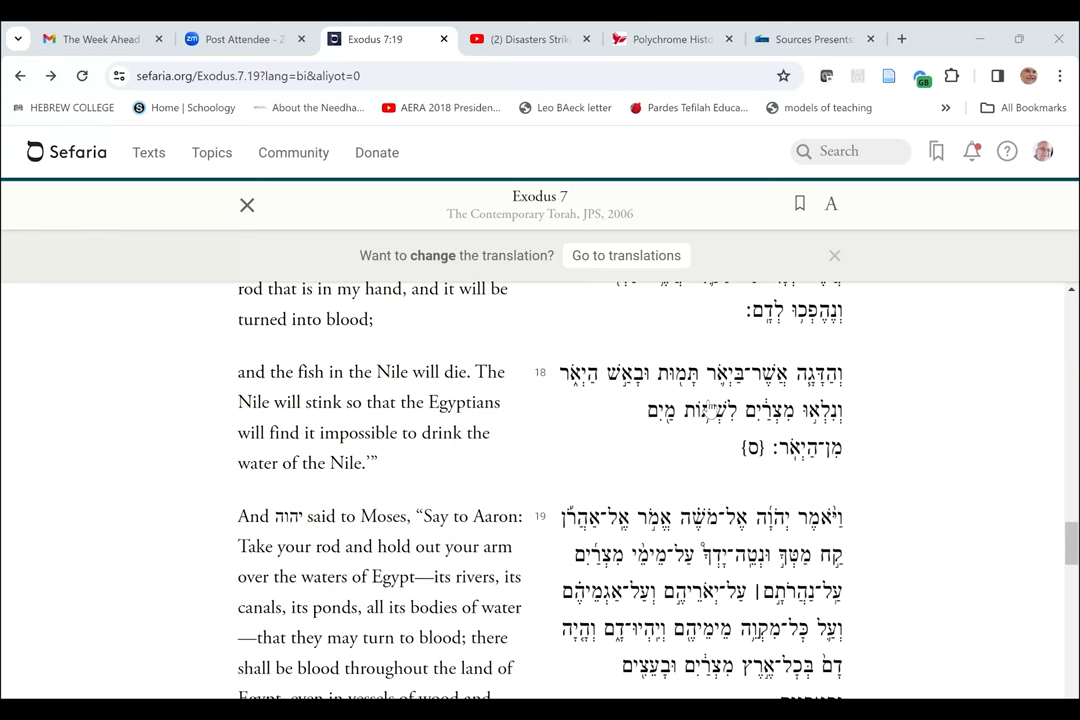 The Week Ahead
Post Attendee - Z
Exodus 7:19
(2) Disasters Strik
Polychrome Histo
Sources Presents:
sefaria.org/Exodus.7.19?lang=bi&aliyot=0
GB
HEBREW COLLEGE
Home | Schoology
About the Needha...
AERA 2018 Presiden...
Leo BAeck letter
Pardes Tefilah Educa...
models of teaching
»
All Bookmarks
Sefaria
Texts
Topics
Community
Donate
Search
Exodus 7
The Contemporary Torah, JPS, 2006
A
Want to change the translation?
Go to translations
rod that is in my hand, and it will be
turned into blood;
וְנֶהֶפְכ֥וּ לְדָֽם׃
and the fish in the Nile will die. The
Nile will stink so that the Egyptians
will find it impossible to drink the
water of the Nile.’”
18
וְהַדָּגָ֧ה אֲשֶׁר־בַּיְאֹ֛ר תָּמ֖וּת וּבָאַ֣שׁ הַיְאֹ֑ר
וְנִלְא֣וּ מִצְרַ֔יִם לִשְׁתּ֥וֹת מַ֖יִם
מִן־הַיְאֹֽר׃ {ס}
And יהוה said to Moses, “Say to Aaron:
Take your rod and hold out your arm
over the waters of Egypt—its rivers, its
canals, its ponds, all its bodies of water
—that they may turn to blood; there
shall be blood throughout the land of
Egypt, even in vessels of wood and
19
וַיֹּ֨אמֶר יְהֹוָ֜ה אֶל־מֹשֶׁ֗ה אֱמֹ֣ר אֶֽל־אַהֲרֹ֡ן
קַ֣ח מַטְּךָ֣ וּנְטֵֽה־יָדְךָ֩ עַל־מֵימֵ֨י מִצְרַ֜יִם
עַֽל־נַהֲרֹתָ֣ם ׀ עַל־יְאֹרֵיהֶ֣ם וְעַל־אַגְמֵיהֶ֗ם
וְעַ֛ל כׇּל־מִקְוֵ֥ה מֵימֵיהֶ֖ם וְיִֽהְיוּ־דָ֑ם וְהָ֤יָה
דָם֙ בְּכׇל־אֶ֣רֶץ מִצְרַ֔יִם וּבָעֵצִ֖ים